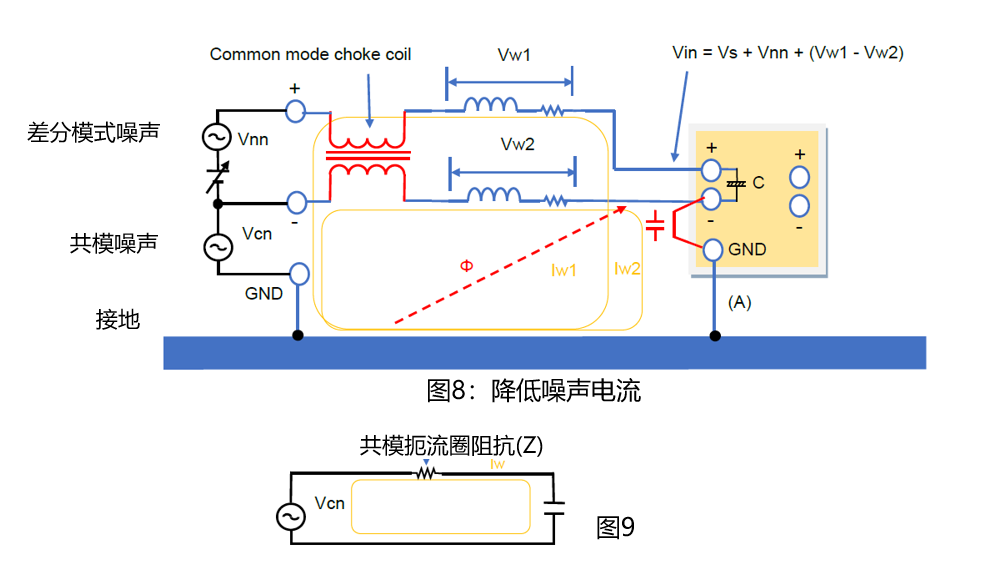 Common mode choke coil
Vw1
Vin = Vs + Vnn + (Vw1 - Vw2)
+
差分模式噪声
Vnn
Vw2
+
+
C
-
Vcn
-
-
共模噪声
GND
Φ
Iw1
Iw2
GND
接地
(A)
图8：降低噪声电流
共模扼流圈阻抗(Z)
Iw
Vcn
图9